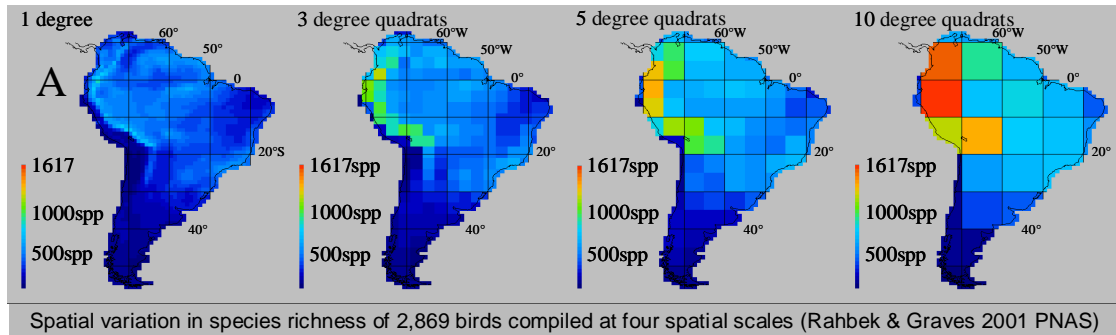 1 degree
60°
50°
A
0
20°S
1617
1000spp
500spp
40°
3 degree quadrats
60°W
50°W
0°
20°
1617spp
1000spp
500spp
40°
5 degree quadrats
60°W
50°W
0°
20°
1617spp
1000spp
500spp
40°
10 degree quadrats
60°W
50°W
0°
20°
1617spp
1000spp
500spp
40°
Spatial variation in species richness of 2,869 birds compiled at four spatial scales (Rahbek & Graves 2001 PNAS)